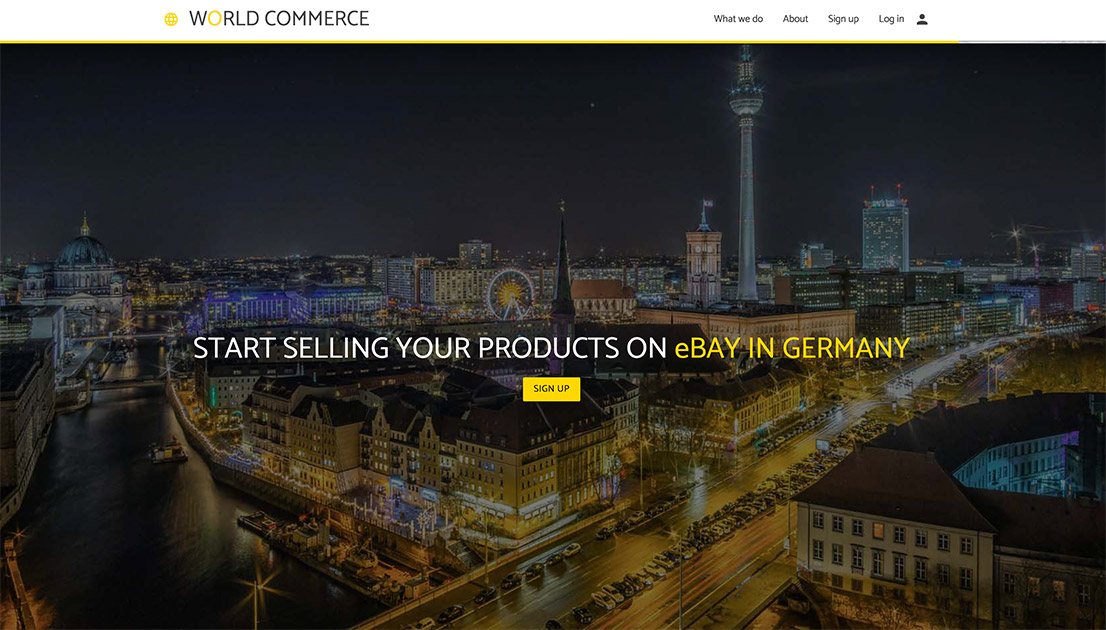 WORLD COMMERCE
What we do
About
Sign up
Log in
START SELLING YOUR PRODUCTS ON eBAY IN GERMANY
SIGN UP